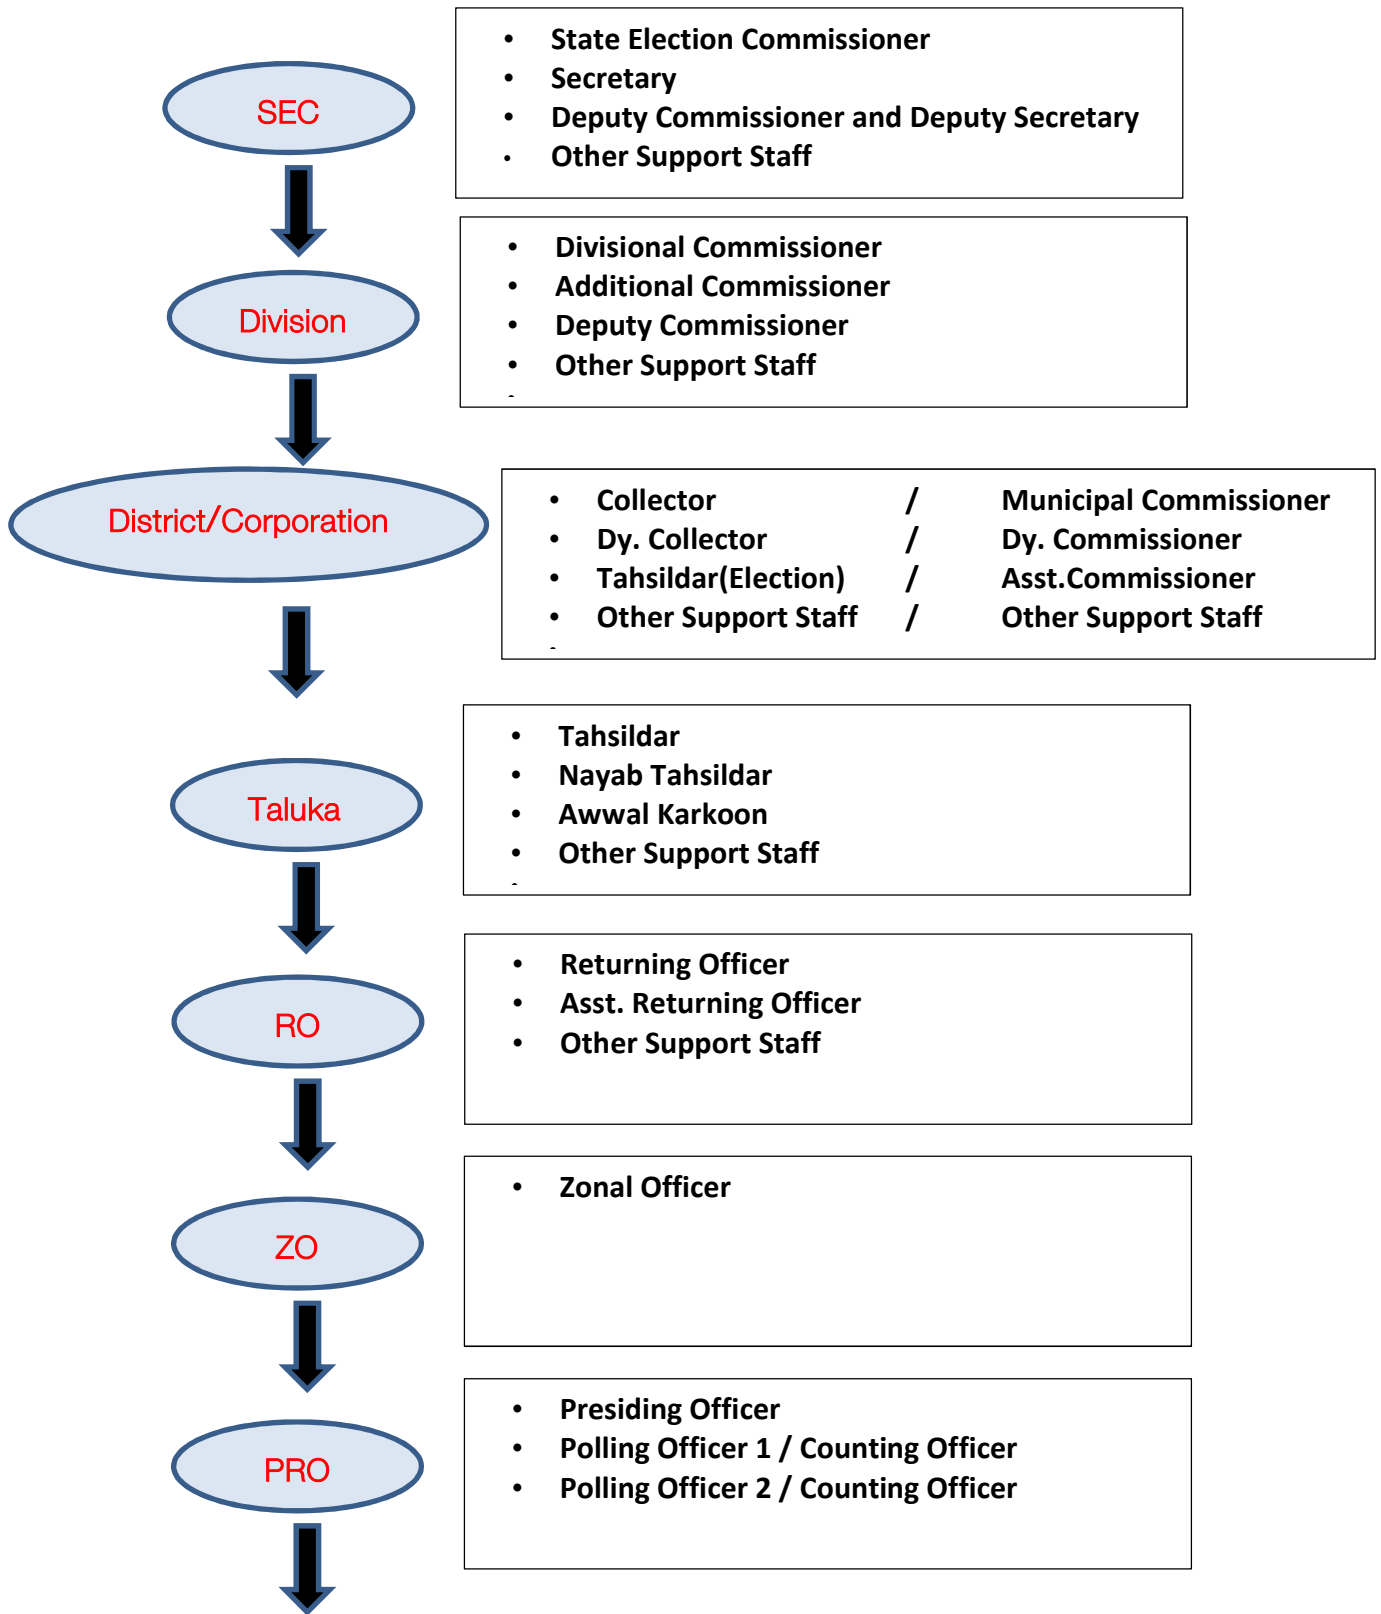 SEC
• State Election Commissioner
• Secretary
• Deputy Commissioner and Deputy Secretary
• Other Support Staff
Division
• Divisional Commissioner
• Additional Commissioner
• Deputy Commissioner
• Other Support Staff
•
District/Corporation
• Collector / Municipal Commissioner
• Dy. Collector / Dy. Commissioner
• Tahsildar(Election) / Asst.Commissioner
• Other Support Staff / Other Support Staff
•
Taluka
• Tahsildar
• Nayab Tahsildar
• Awwal Karkoon
• Other Support Staff
•
RO
• Returning Officer
• Asst. Returning Officer
• Other Support Staff
ZO
• Zonal Officer
PRO
• Presiding Officer
• Polling Officer 1 / Counting Officer
• Polling Officer 2 / Counting Officer